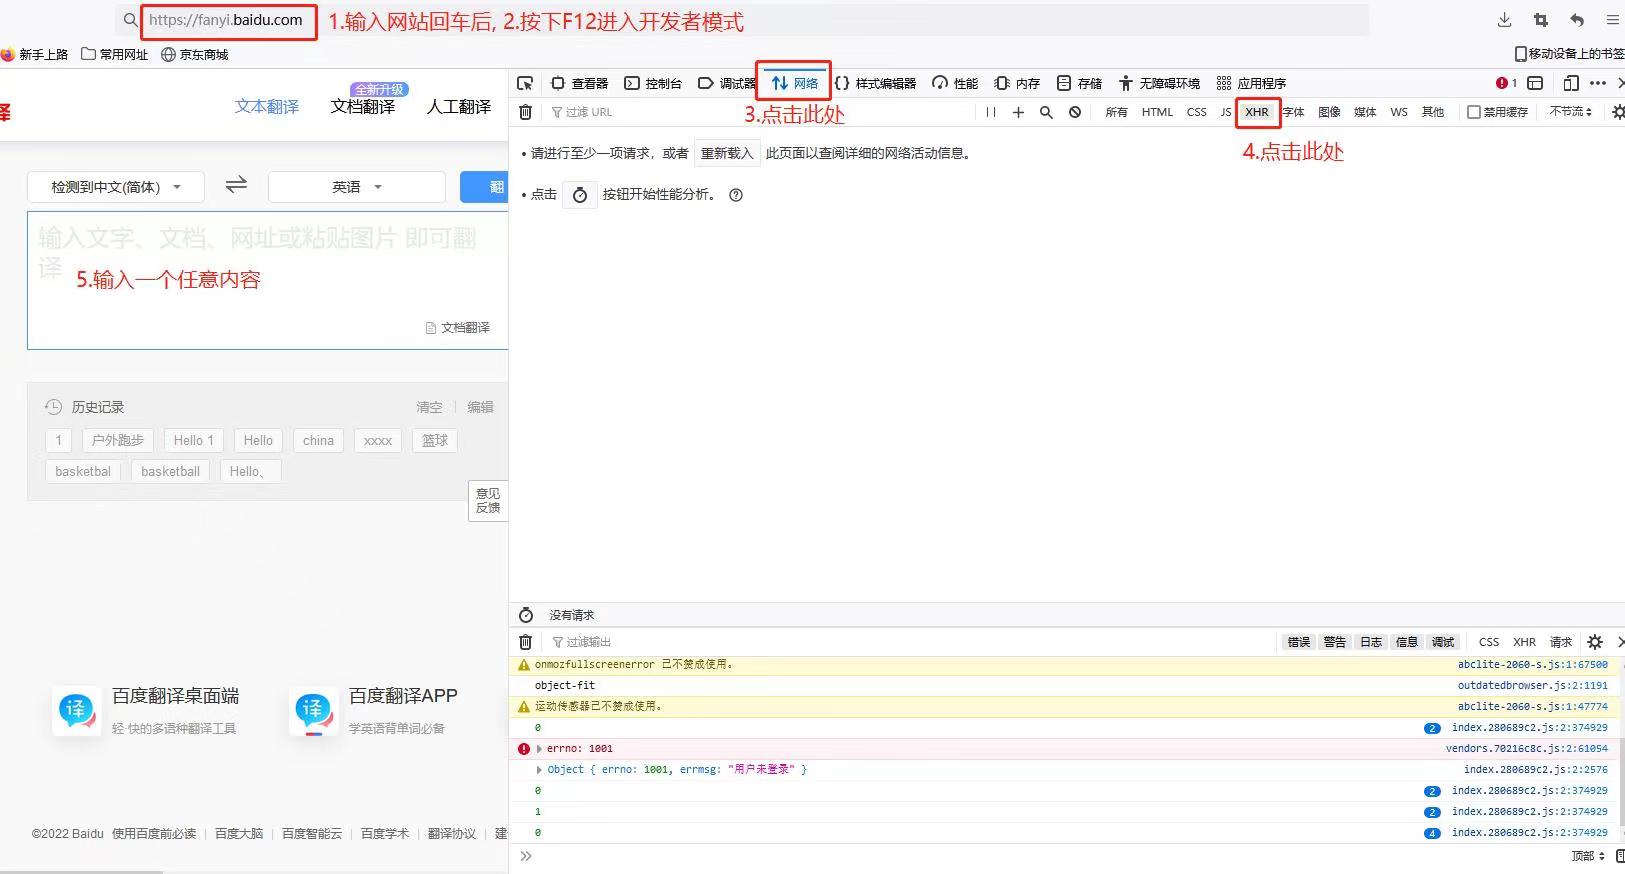 https://fanyi.baidu.com
1.输入网站回车后, 2.按下F12进入开发者模式
新手上路 常用网址 京东商城
移动设备上的书签
译
文本翻译
全新升级
文档翻译
人工翻译
查看器 控制台 调试器 网络 样式编辑器 性能 内存 存储 无障碍环境 应用程序 1
过滤 URL
3.点击此处
所有 HTML CSS JS XHR 字体 图像 媒体 WS 其他 禁用缓存 不节流
4.点击此处
• 请进行至少一项请求，或者 重新载入 此页面以查阅详细的网络活动信息。
• 点击 按钮开始性能分析。
检测到中文(简体) 英语 翻
输入文字、文档、网址或粘贴图片 即可翻
译
5.输入一个任意内容
文档翻译
历史记录 清空 编辑
1 户外跑步 Hello 1 Hello china xxxx 篮球
basketbal basketball Hello、
意见
反馈
没有请求
过滤输出
错误 警告 日志 信息 调试 CSS XHR 请求
onmozfullscreenerror 已不赞成使用。 abclite-2060-s.js:1:67500
object-fit outdatedbrowser.js:2:1191
运动传感器已不赞成使用。 abclite-2060-s.js:1:47774
0 2 index.280689c2.js:2:374929
errno: 1001 vendors.70216c8c.js:2:61054
Object { errno: 1001, errmsg: "用户未登录" } index.280689c2.js:2:2576
0 2 index.280689c2.js:2:374929
1 2 index.280689c2.js:2:374929
0 4 index.280689c2.js:2:374929
顶部
译 百度翻译桌面端
轻·快的多语种翻译工具
译 百度翻译APP
学英语背单词必备
©2022 Baidu 使用百度前必读 百度大脑 百度智能云 百度学术 翻译协议 建